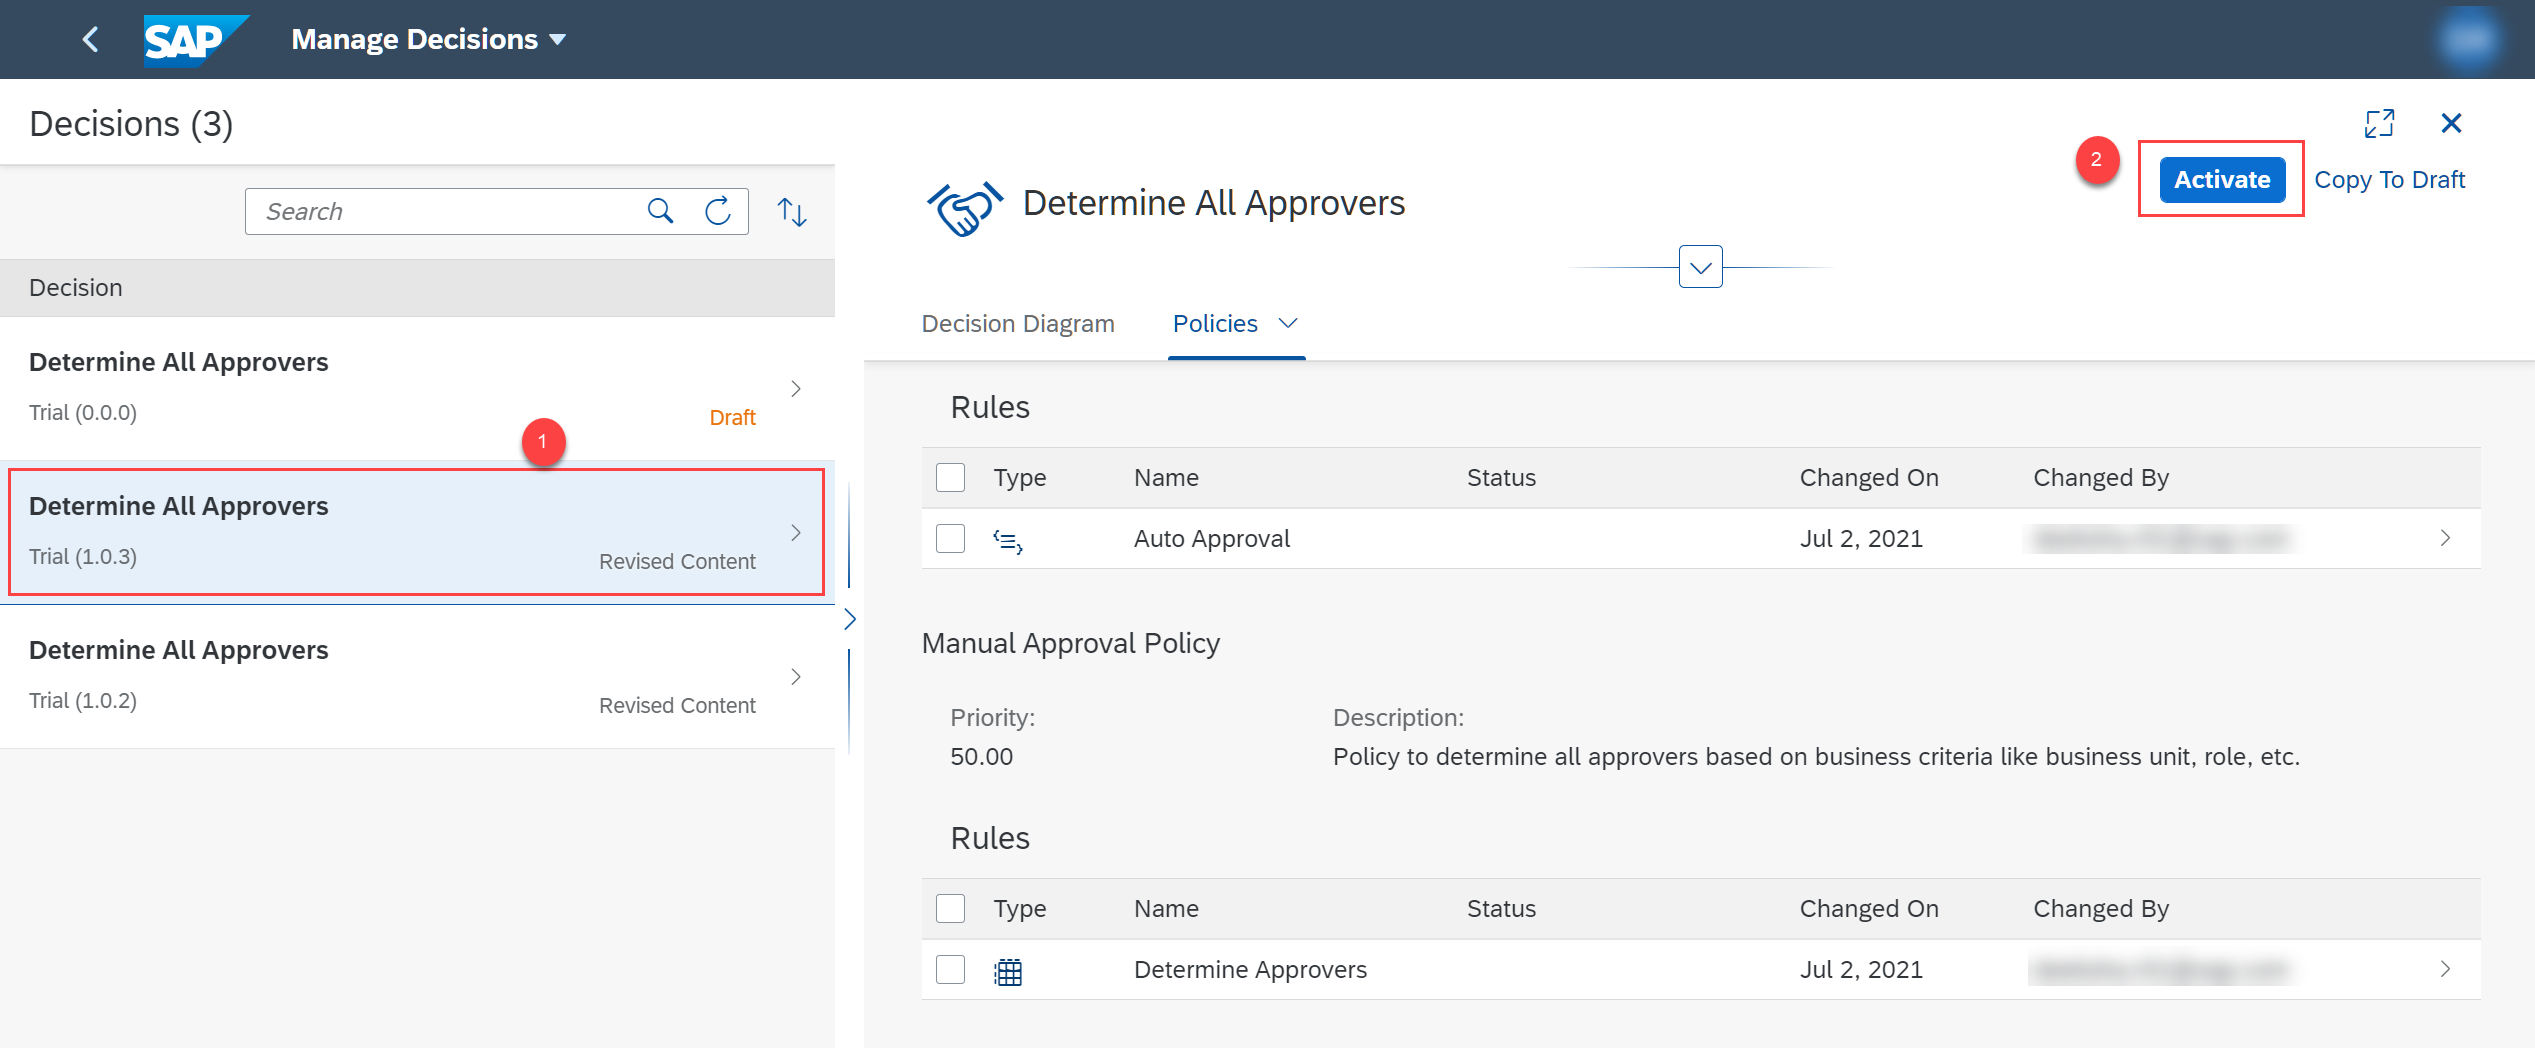 SAP
Manage Decisions
Decisions (3)
Search
Decision
Determine All Approvers
Trial (0.0.0)
Draft
1
Determine All Approvers
Trial (1.0.3)
Revised Content
Determine All Approvers
Trial (1.0.2)
Revised Content
Determine All Approvers
2
Activate
Copy To Draft
Decision Diagram
Policies
Rules
Type Name Status Changed On Changed By
Auto Approval Jul 2, 2021
Manual Approval Policy
Priority:
50.00
Description:
Policy to determine all approvers based on business criteria like business unit, role, etc.
Rules
Type Name Status Changed On Changed By
Determine Approvers Jul 2, 2021